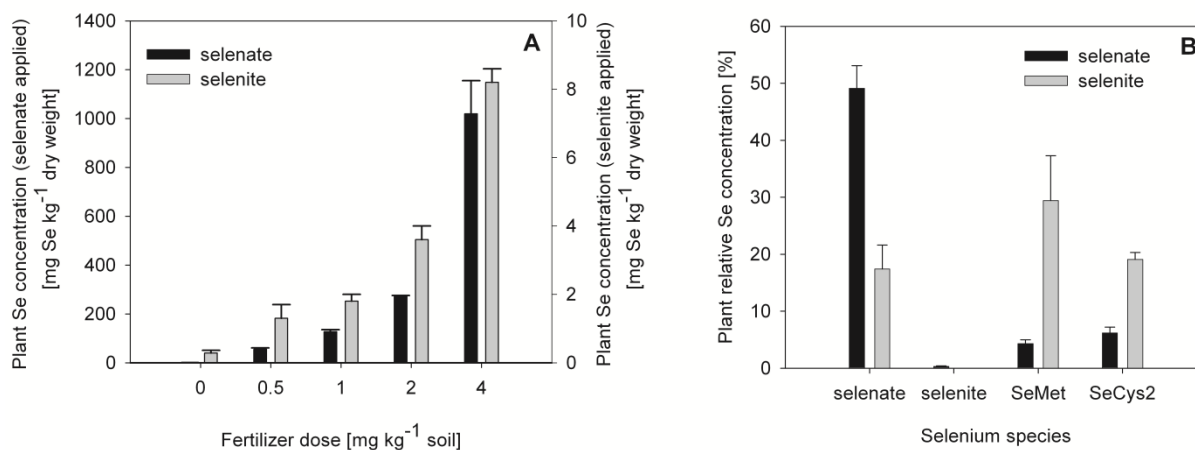 Plant Se concentration (selenate applied)
[mg Se kg⁻¹ dry weight]
1400
1200
1000
800
600
400
200
0
A
selenate
selenite
10
8
6
4
2
0
Plant Se concentration (selenite applied)
[mg Se kg⁻¹ dry weight]
0 0.5 1 2 4
Fertilizer dose [mg kg⁻¹ soil]
Plant relative Se concentration [%]
60
50
40
30
20
10
0
B
selenate
selenite
selenate selenite SeMet SeCys2
Selenium species